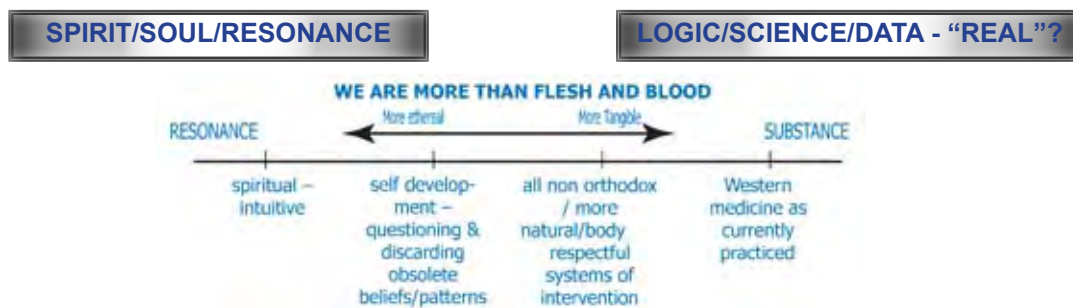 SPIRIT/SOUL/RESONANCE
LOGIC/SCIENCE/DATA - “REAL”?
WE ARE MORE THAN FLESH AND BLOOD
More ethereal
More Tangible
RESONANCE
SUBSTANCE
spiritual –
intuitive
self develop-
ment –
questioning &
discarding
obsolete
beliefs/patterns
all non orthodox
/ more
natural/body
respectful
systems of
intervention
Western
medicine as
currently
practiced